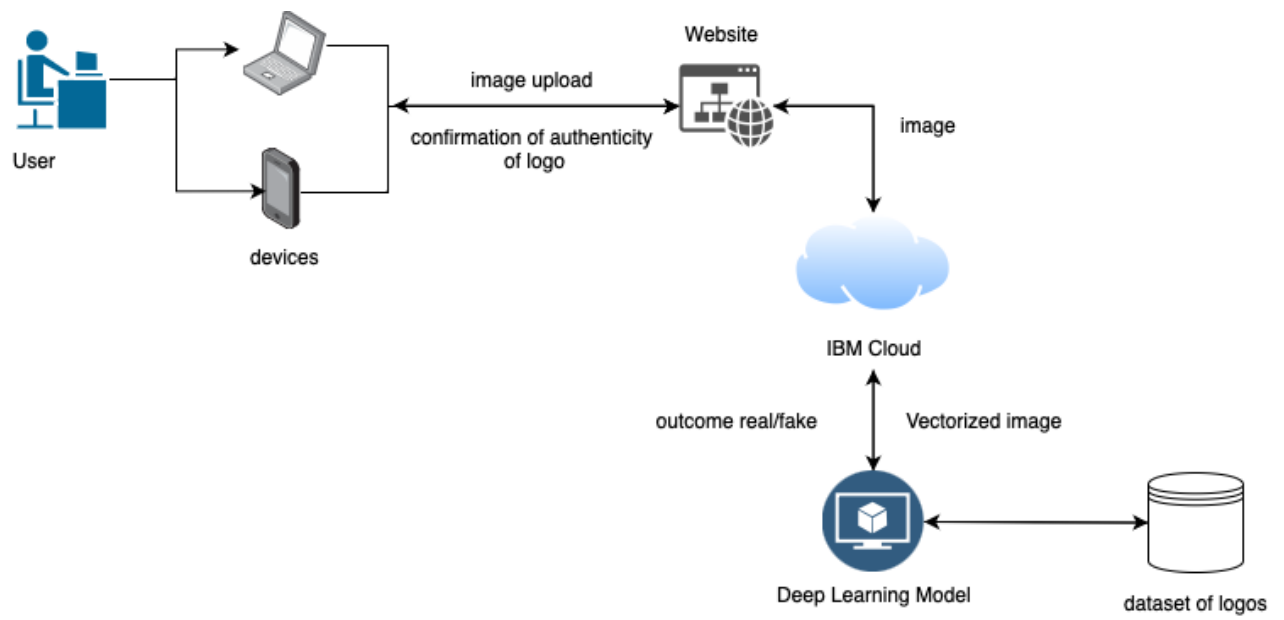 Website
image upload
confirmation of authenticity
of logo
image
User
devices
IBM Cloud
outcome real/fake
Vectorized image
Deep Learning Model
dataset of logos